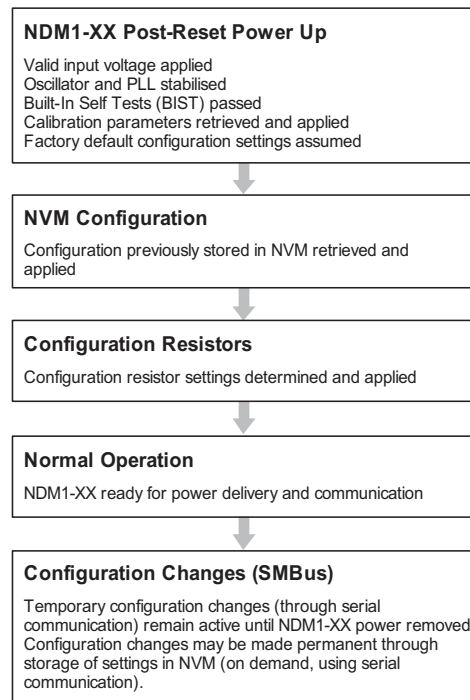 NDM1-XX Post-Reset Power Up
Valid input voltage applied
Oscillator and PLL stabilised
Built-In Self Tests (BIST) passed
Calibration parameters retrieved and applied
Factory default configuration settings assumed
NVM Configuration
Configuration previously stored in NVM retrieved and
applied
Configuration Resistors
Configuration resistor settings determined and applied
Normal Operation
NDM1-XX ready for power delivery and communication
Configuration Changes (SMBus)
Temporary configuration changes (through serial
communication) remain active until NDM1-XX power removed
Configuration changes may be made permanent through
storage of settings in NVM (on demand, using serial
communication).